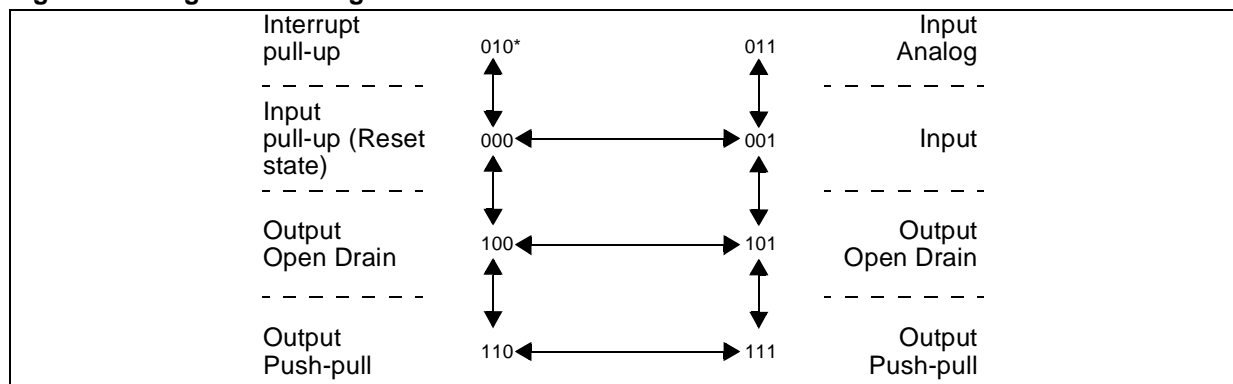 Interrupt
pull-up
010*
011
Input
Analog
Input
pull-up (Reset
state)
000
001
Input
Output
Open Drain
100
101
Output
Open Drain
Output
Push-pull
110
111
Output
Push-pull